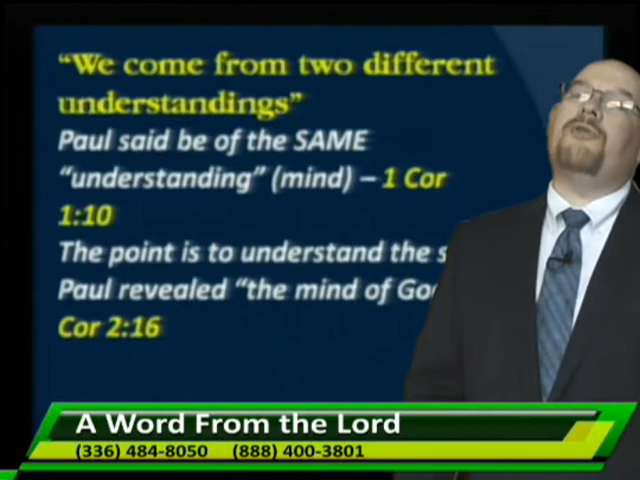 “We come from two different
understandings”
Paul said be of the SAME
“understanding” (mind) – 1 Cor
1:10
The point is to understand the
Paul revealed “the mind of
Cor 2:16
A Word From the Lord
(336) 484-8050 (888) 400-3801